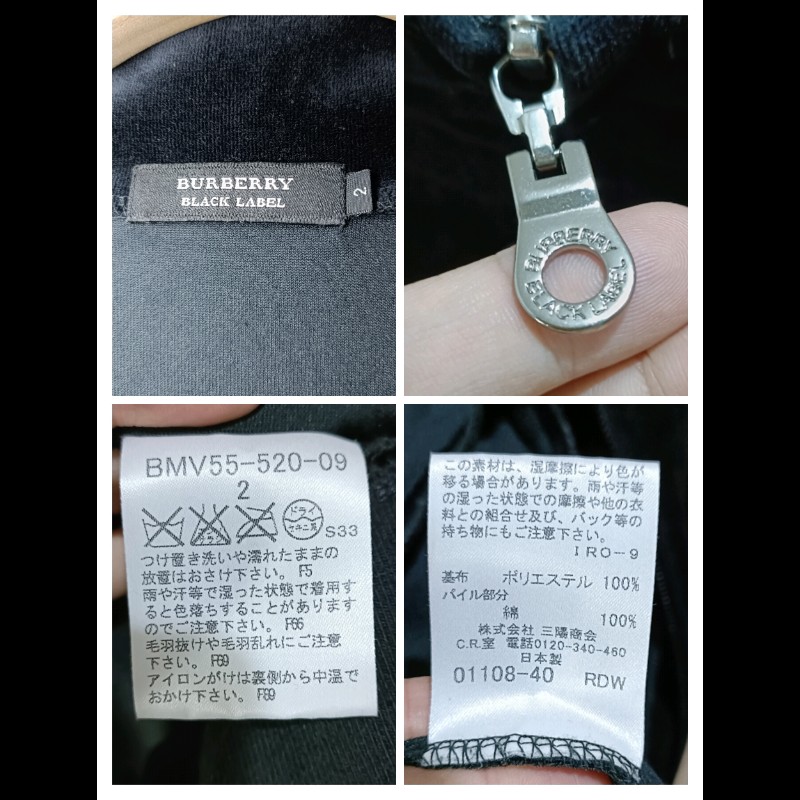 BURBERRY
BLACK LABEL
2
BURBERRY
BLACK LABEL
BMV55-520-09
2
ドライ
セキユ系
S33
つけ置き洗いや濡れたままの
放置はおさけ下さい。 F5
雨や汗等で湿った状態で着用す
ると色落ちすることがあります
のでご注意下さい。 F66
毛羽抜けや毛羽乱れにご注意
下さい。 F69
アイロンがけは裏側から中温で
おかけ下さい。 F89
この素材は、湿摩擦により色が
移る場合があります。雨や汗等
の湿った状態での摩擦や他の衣
料との組合せ及び、バック等の
持ち物にもご注意下さい。
IRO-9
基布 ポリエステル 100%
パイル部分
綿 100%
株式会社 三陽商会
C.R.室 電話0120-340-460
日本製
01108-40 RDW